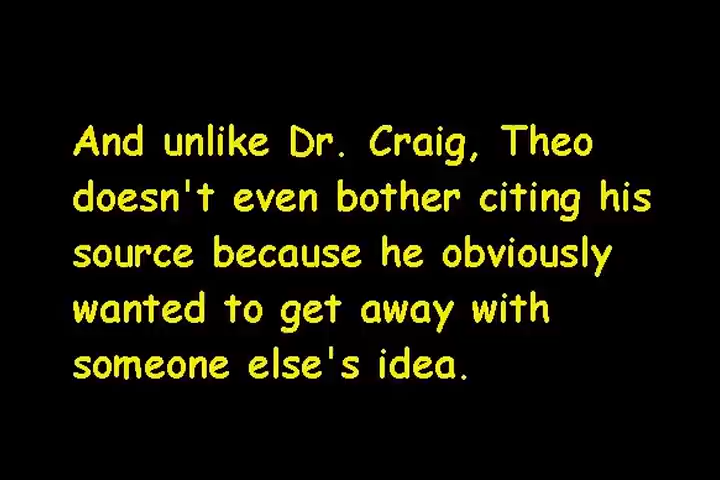 And unlike Dr. Craig, Theo
doesn't even bother citing his
source because he obviously
wanted to get away with
someone else's idea.